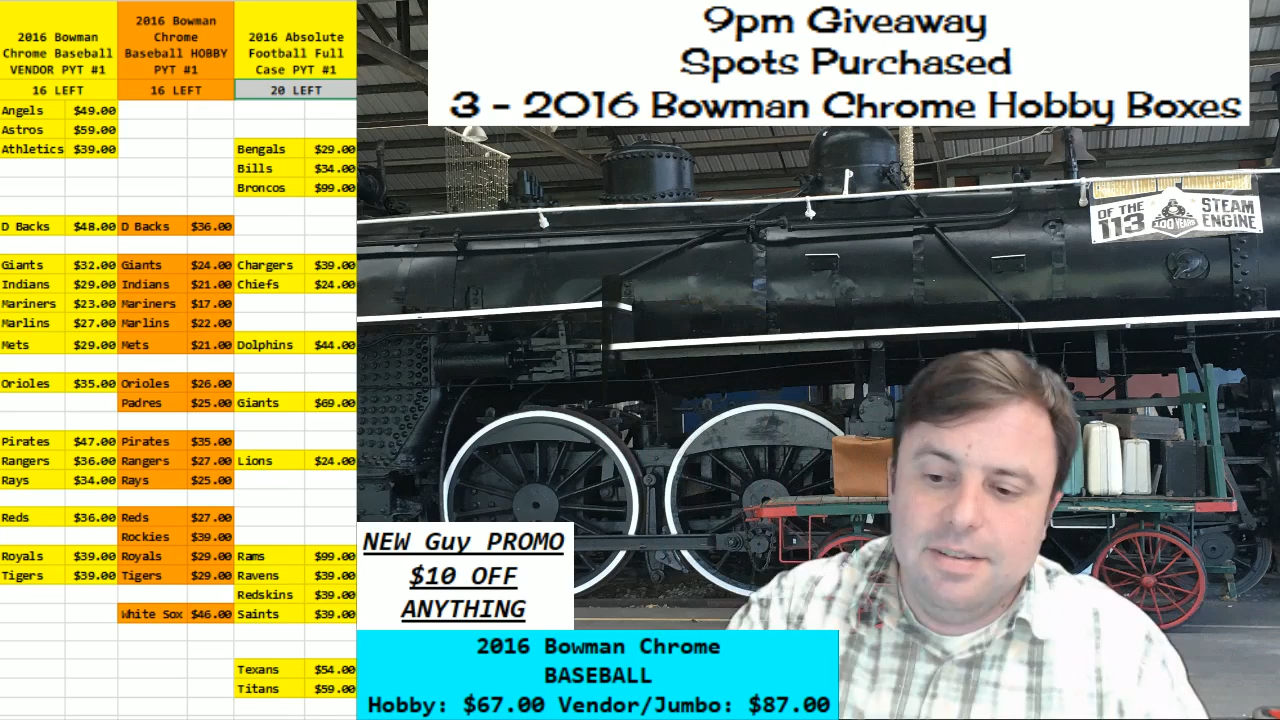 2016 Bowman
Chrome Baseball
VENDOR PYT #1
16 LEFT
2016 Bowman
Chrome
Baseball HOBBY
PYT #1
16 LEFT
2016 Absolute
Football Full
Case PYT #1
20 LEFT
Angels $49.00
Astros $59.00
Athletics $39.00 Bengals $29.00
Bills $34.00
Broncos $99.00
D Backs $48.00 D Backs $36.00
Giants $32.00 Giants $24.00 Chargers $39.00
Indians $29.00 Indians $21.00 Chiefs $24.00
Mariners $23.00 Mariners $17.00
Marlins $27.00 Marlins $22.00
Mets $29.00 Mets $21.00 Dolphins $44.00
Orioles $35.00 Orioles $26.00
Padres $25.00 Giants $69.00
Pirates $47.00 Pirates $35.00
Rangers $36.00 Rangers $27.00 Lions $24.00
Rays $34.00 Rays $25.00
Reds $36.00 Reds $27.00
Rockies $39.00
Royals $39.00 Royals $29.00 Rams $99.00
Tigers $39.00 Tigers $29.00 Ravens $39.00
Redskins $39.00
White Sox $46.00 Saints $39.00
Texans $54.00
Titans $59.00
9pm Giveaway
Spots Purchased
3 - 2016 Bowman Chrome Hobby Boxes
OF THE
113
100 YEARS
STEAM
ENGINE
NEW Guy PROMO
$10 OFF
ANYTHING
2016 Bowman Chrome
BASEBALL
Hobby: $67.00 Vendor/Jumbo: $87.00